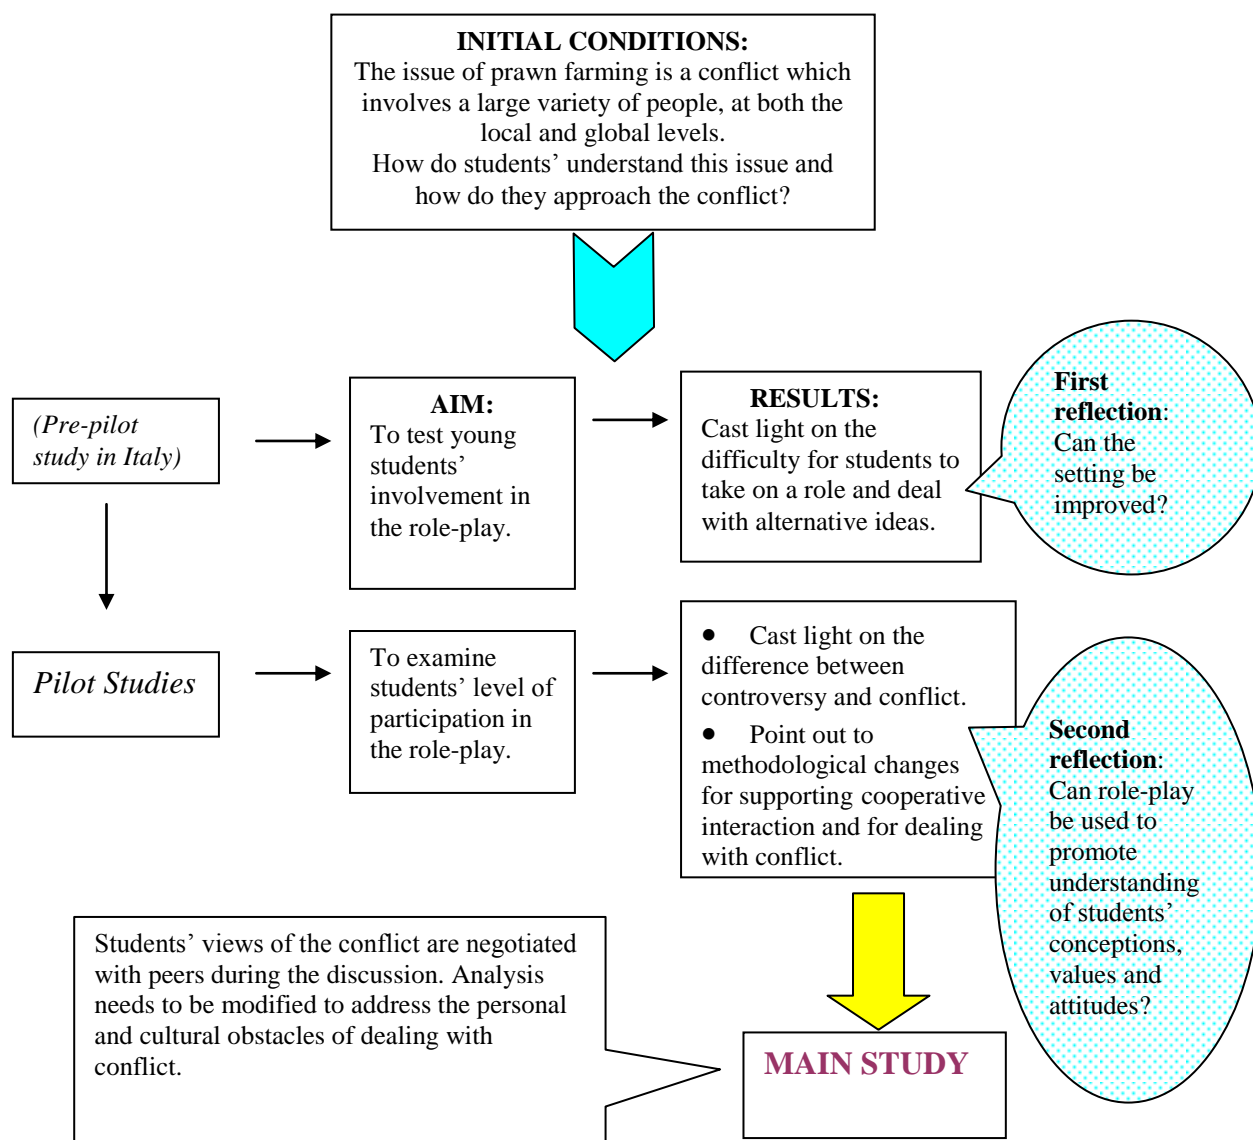 INITIAL CONDITIONS:
The issue of prawn farming is a conflict which
involves a large variety of people, at both the
local and global levels.
How do students’ understand this issue and
how do they approach the conflict?
(Pre-pilot
study in Italy)
AIM:
To test young
students’
involvement in
the role-play.
RESULTS:
Cast light on the
difficulty for students to
take on a role and deal
with alternative ideas.
First
reflection:
Can the
setting be
improved?
Pilot Studies
To examine
students’ level of
participation in
the role-play.
● Cast light on the
difference between
controversy and conflict.
● Point out to
methodological changes
for supporting cooperative
interaction and for dealing
with conflict.
Second
reflection:
Can role-play
be used to
promote
understanding
of students’
conceptions,
values and
attitudes?
Students’ views of the conflict are negotiated
with peers during the discussion. Analysis
needs to be modified to address the personal
and cultural obstacles of dealing with
conflict.
MAIN STUDY